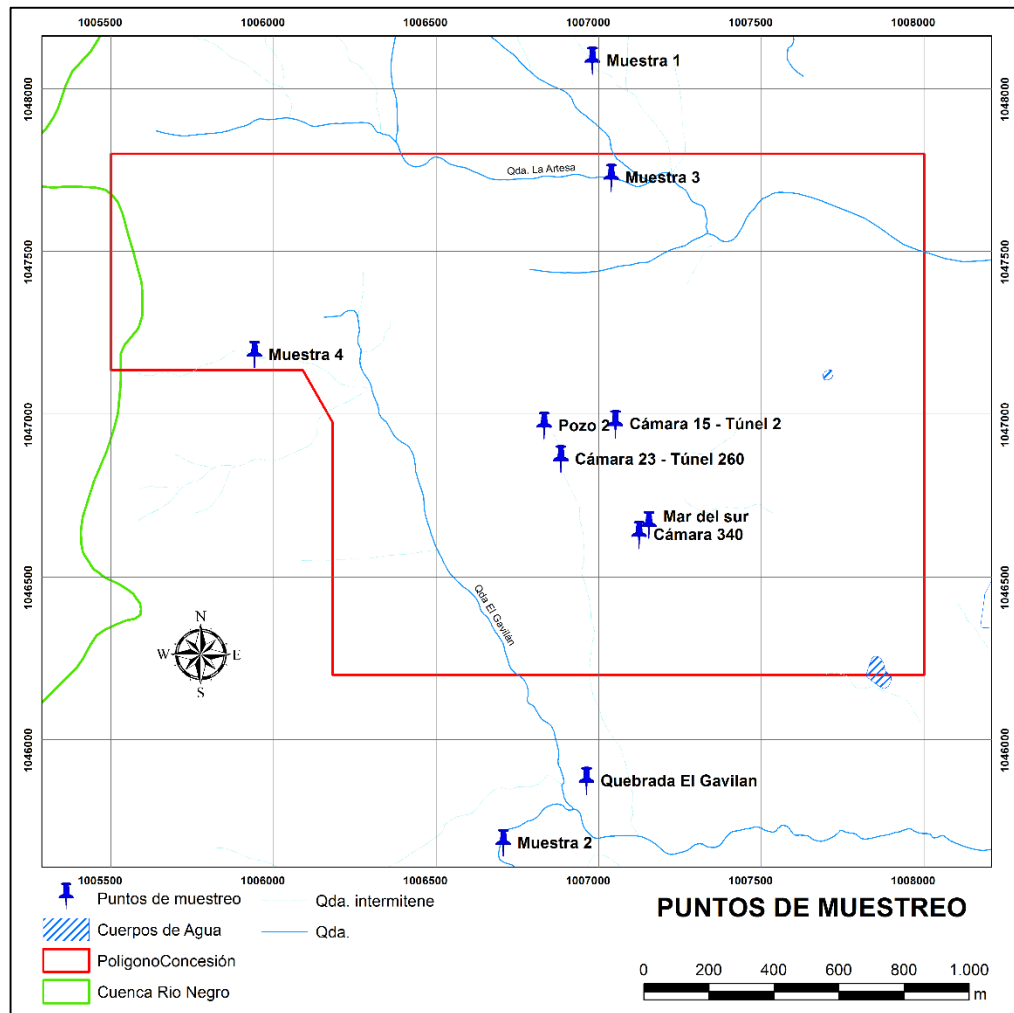 1005500 1006000 1006500 1007000 1007500 1008000
Muestra 1
1048000 1048000
Qda. La Artesa
Muestra 3
1047500 1047500
Muestra 4
1047000 1047000
Pozo 2 Cámara 15 - Túnel 2
Cámara 23 - Túnel 260
Mar del sur
Cámara 340
1046500 1046500
Qda El Gavilán
N
W E
S
1046000 1046000
Quebrada El Gavilan
Muestra 2
1005500 1006000 1006500 1007000 1007500 1008000
Puntos de muestreo Qda. intermitene
Cuerpos de Agua Qda.
PoligonoConcesión
Cuenca Rio Negro
PUNTOS DE MUESTREO
0 200 400 600 800 1.000
m